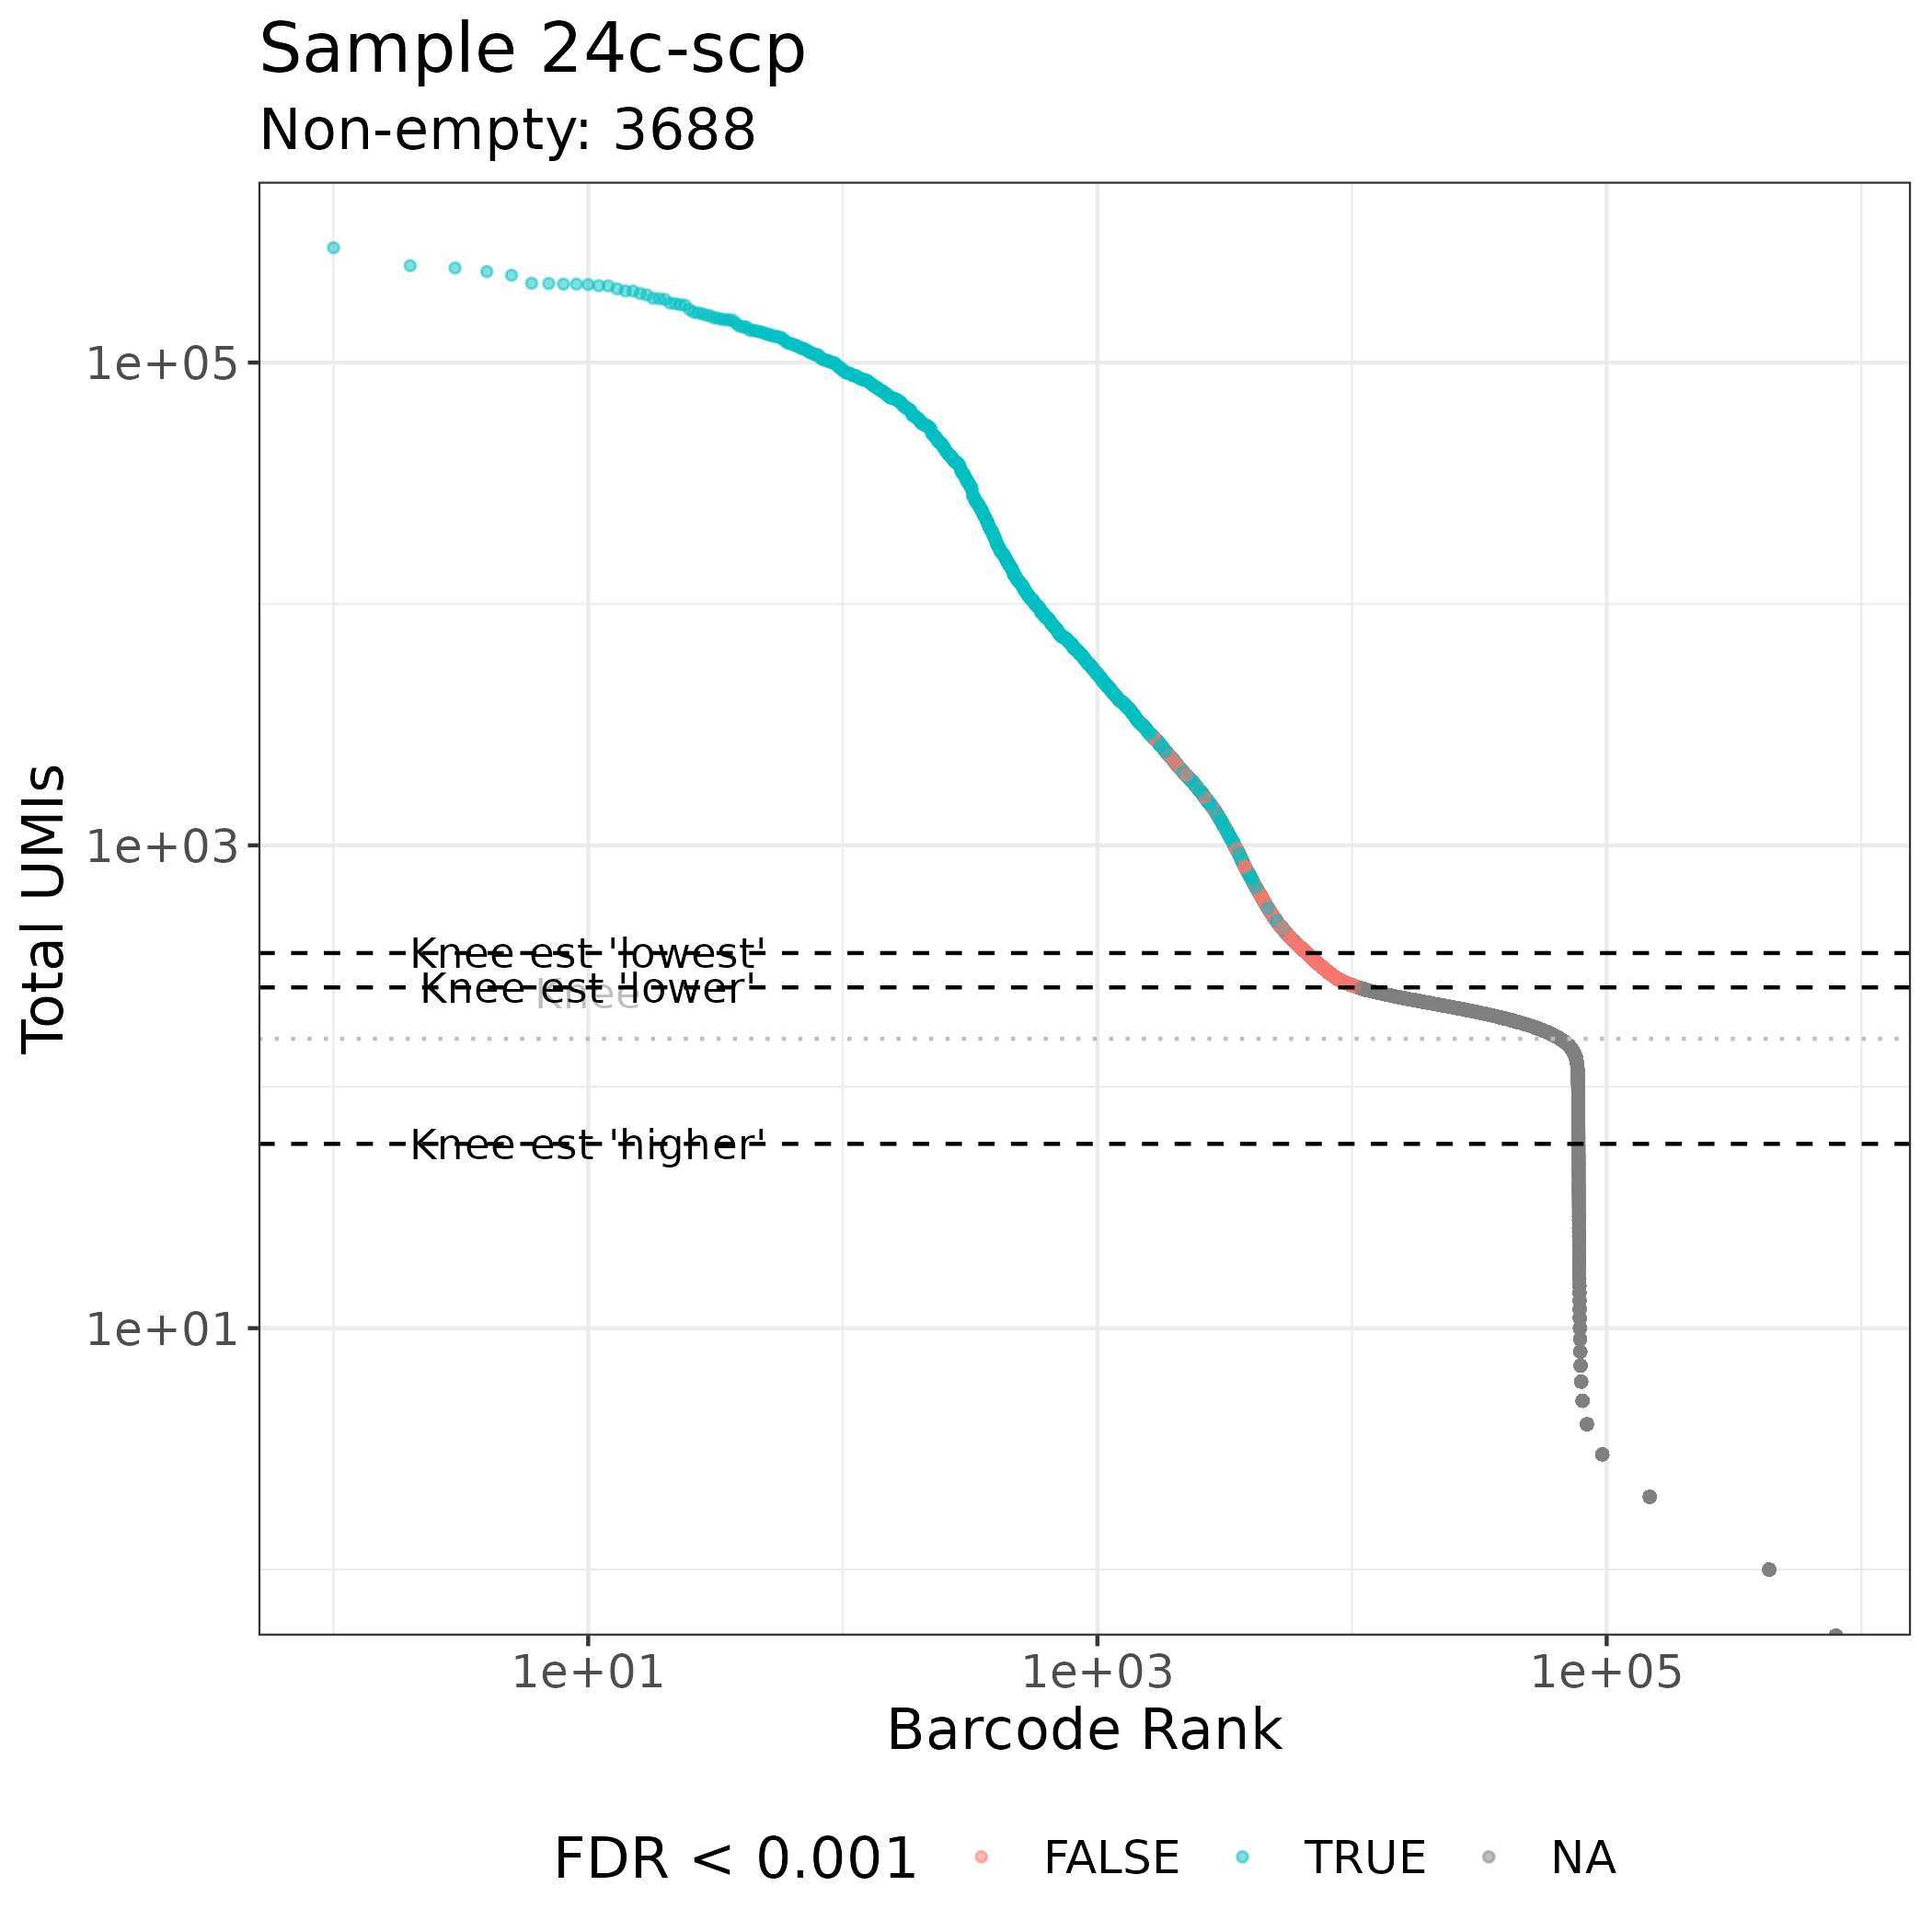 Sample 24c-scp
Non-empty: 3688
Total UMIs
1e+05
1e+03
Knee est 'lowest'
Knee est 'lower'
Knee
Knee est 'higher'
1e+01
1e+01 1e+03 1e+05
Barcode Rank
FDR < 0.001 FALSE TRUE NA